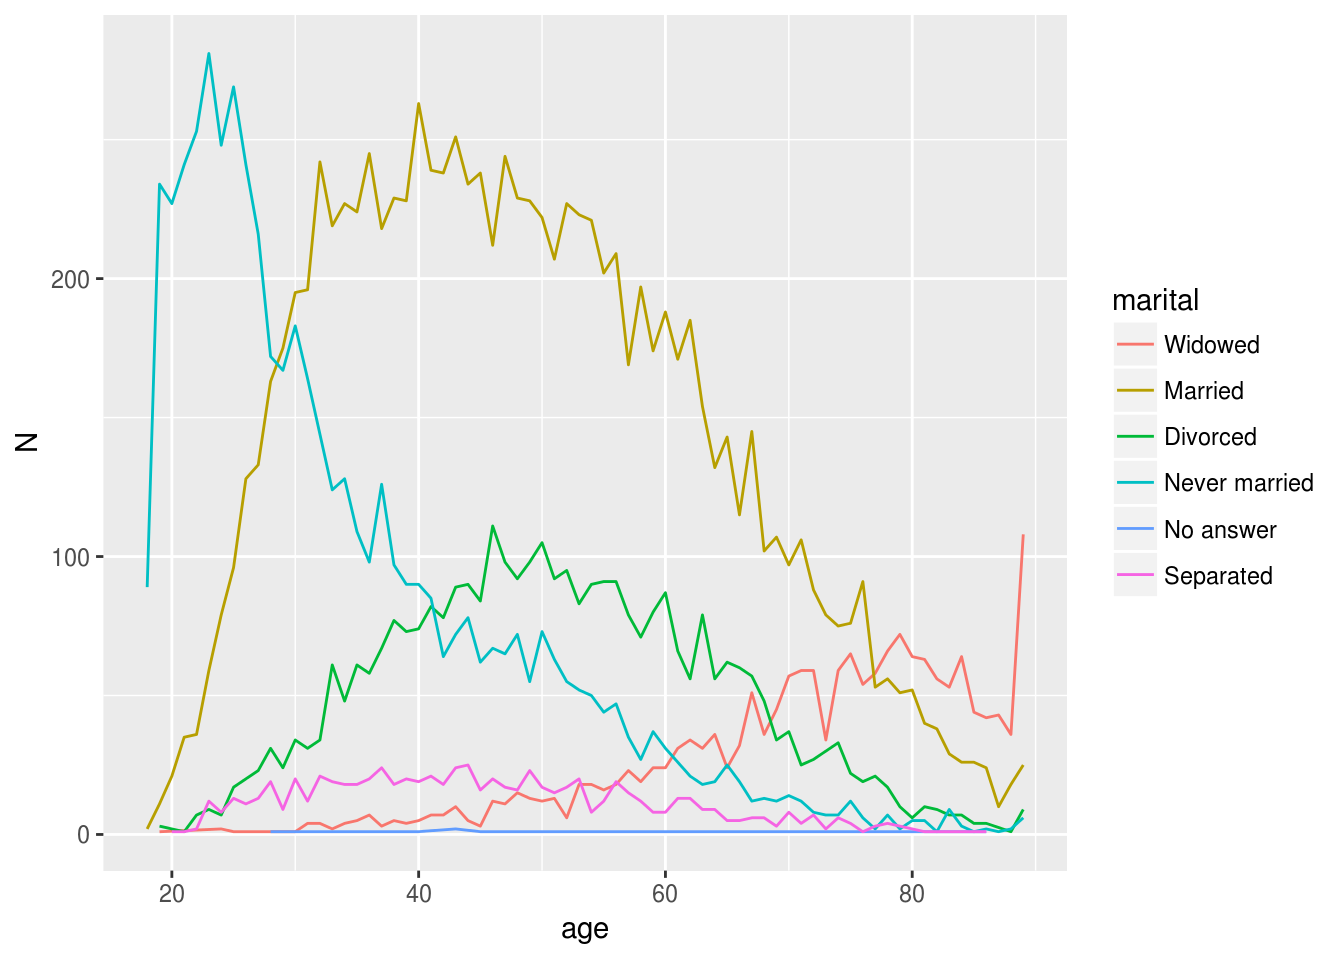 N
200
100
0
20 40 60 80
age
marital
Widowed
Married
Divorced
Never married
No answer
Separated